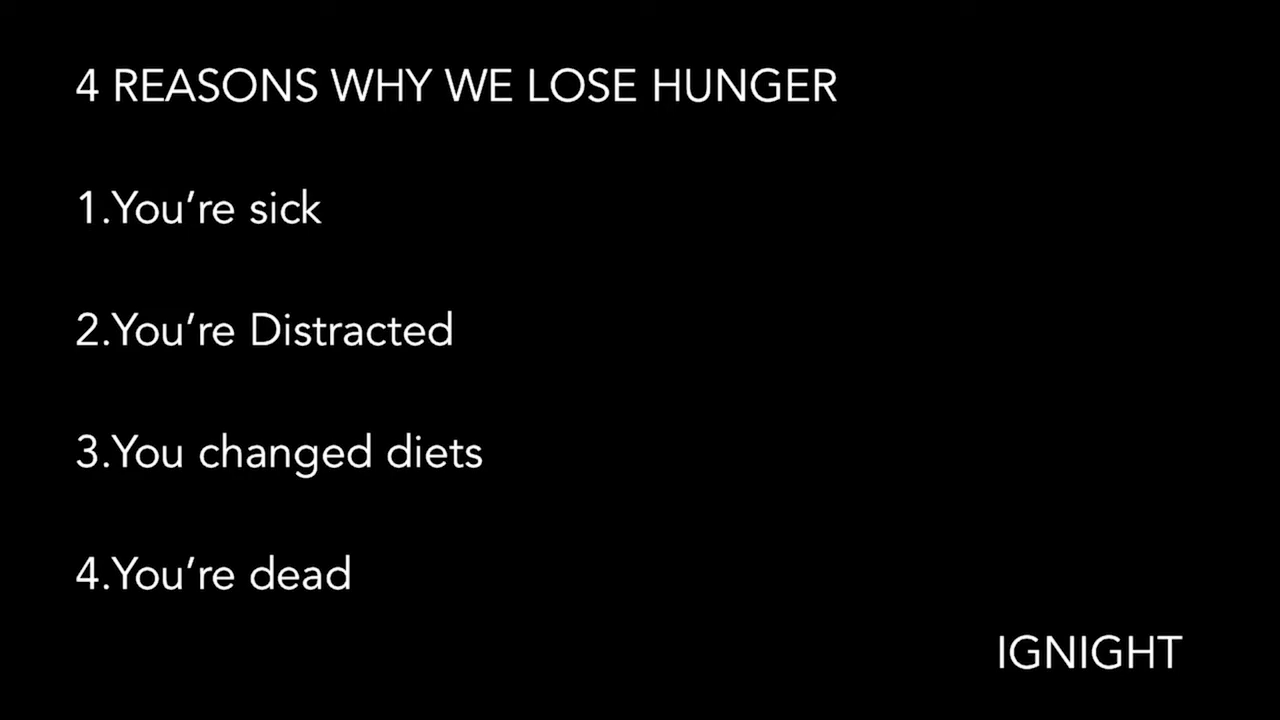 4 REASONS WHY WE LOSE HUNGER
1.You’re sick
2.You’re Distracted
3.You changed diets
4.You’re dead
IGNIGHT